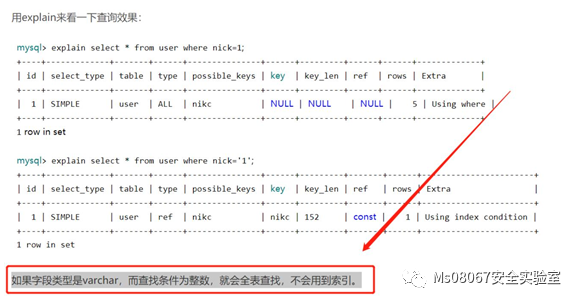 用explain来看一下查询效果：
mysql> explain select * from user where nick=1;
+----+-------------+-------+------+---------------+------+---------+------+------+-------------+
| id | select_type | table | type | possible_keys | key | key_len | ref | rows | Extra
+----+-------------+-------+------+---------------+------+---------+------+------+-------------+
| 1 | SIMPLE | user | ALL | nikc | NULL | NULL | NULL | 5 | Using where |
+----+-------------+-------+------+---------------+------+---------+------+------+-------------+
1 row in set
mysql> explain select * from user where nick='1';
+----+-------------+-------+------+---------------+------+---------+-------+------+-----------------------+
| id | select_type | table | type | possible_keys | key | key_len | ref | rows | Extra |
+----+-------------+-------+------+---------------+------+---------+-------+------+-----------------------+
| 1 | SIMPLE | user | ref | nikc | nikc | 152 | const | 1 | Using index condition |
+----+-------------+-------+------+---------------+------+---------+-------+------+-----------------------+
1 row in set
如果字段类型是varchar，而查找条件为整数，就会全表查找，不会用到索引。
Ms08067安全实验室